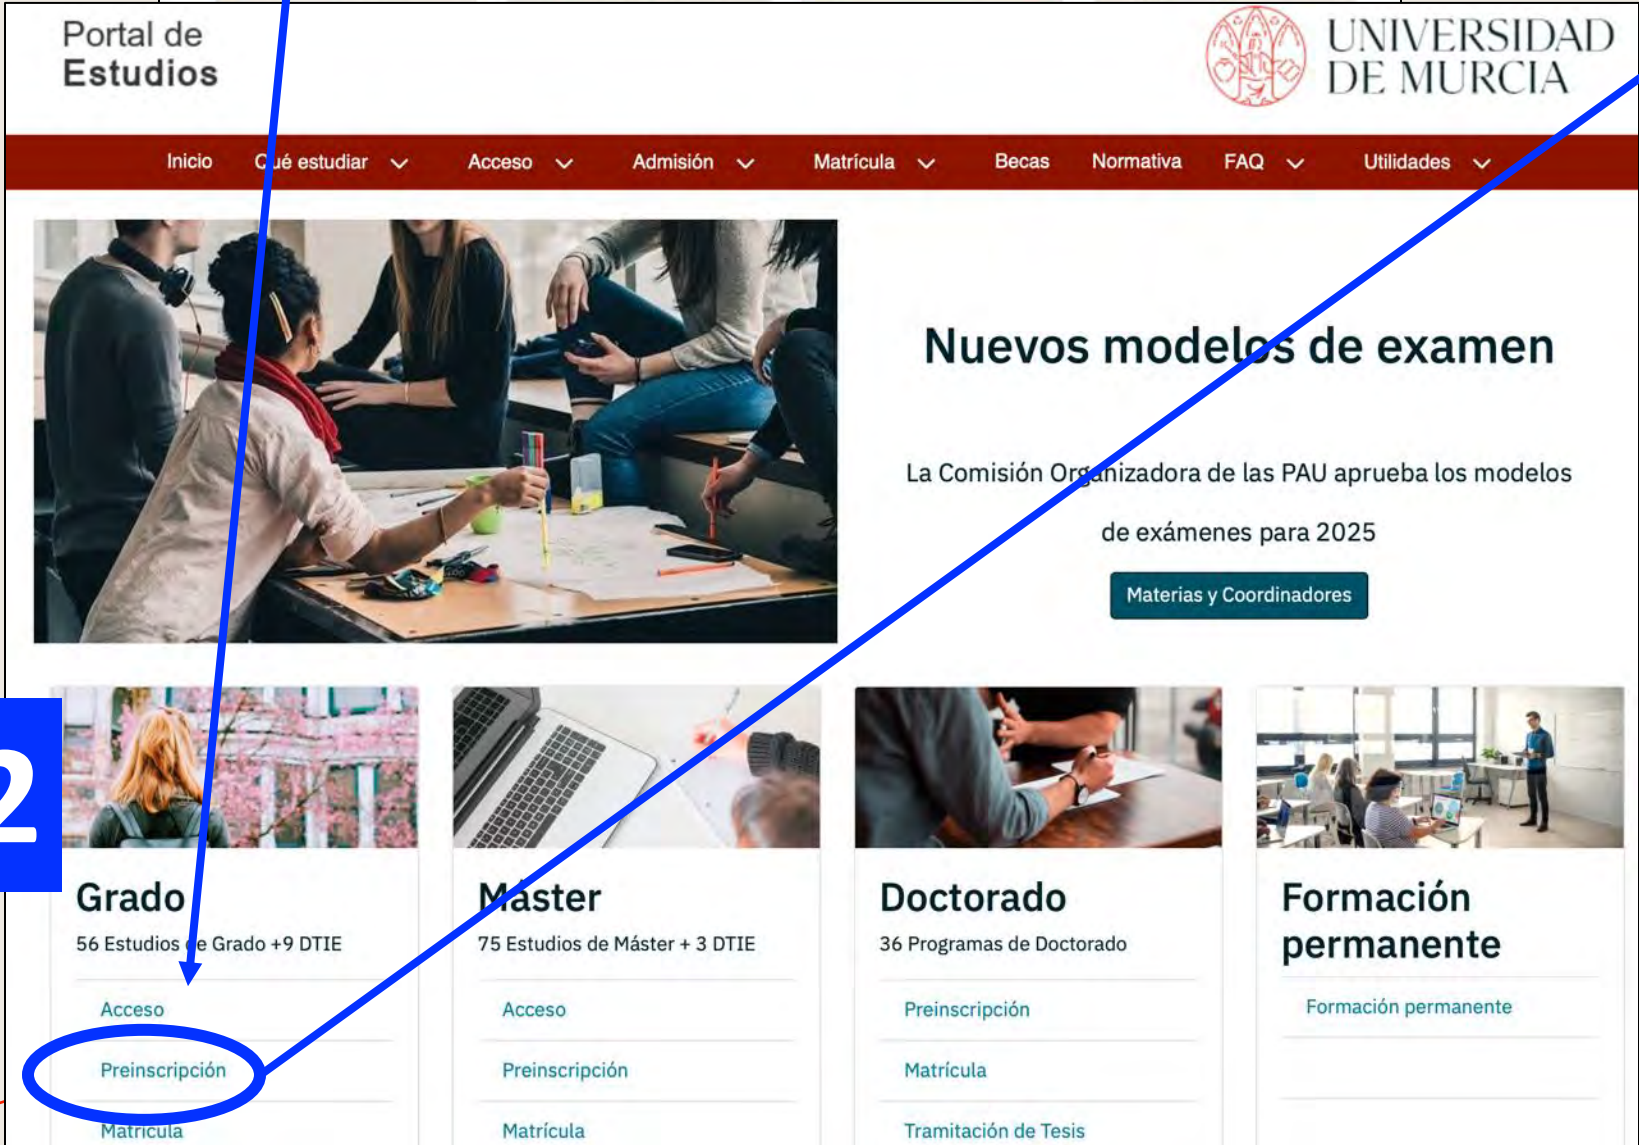 Portal de
Estudios
UNIVERSIDAD
DE MURCIA
Inicio Qué estudiar Acceso Admisión Matrícula Becas Normativa FAQ Utilidades
Nuevos modelos de examen
La Comisión Organizadora de las PAU aprueba los modelos
de exámenes para 2025
Materias y Coordinadores
2
Grado
56 Estudios de Grado +9 DTIE
Acceso
Preinscripción
Matrícula
Máster
75 Estudios de Máster + 3 DTIE
Acceso
Preinscripción
Matrícula
Doctorado
36 Programas de Doctorado
Preinscripción
Matrícula
Tramitación de Tesis
Formación
permanente
Formación permanente